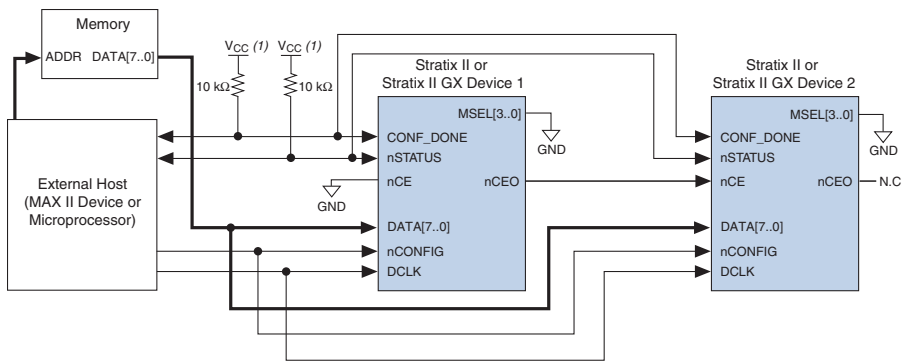 Memory
ADDR DATA[7..0]
VCC (1) VCC (1)
10 kΩ 10 kΩ
Stratix II or
Stratix II GX Device 1
MSEL[3..0]
GND
CONF_DONE
nSTATUS
nCE nCEO
GND
DATA[7..0]
nCONFIG
DCLK
External Host
(MAX II Device or
Microprocessor)
Stratix II or
Stratix II GX Device 2
MSEL[3..0]
GND
CONF_DONE
nSTATUS
nCE nCEO N.C
DATA[7..0]
nCONFIG
DCLK